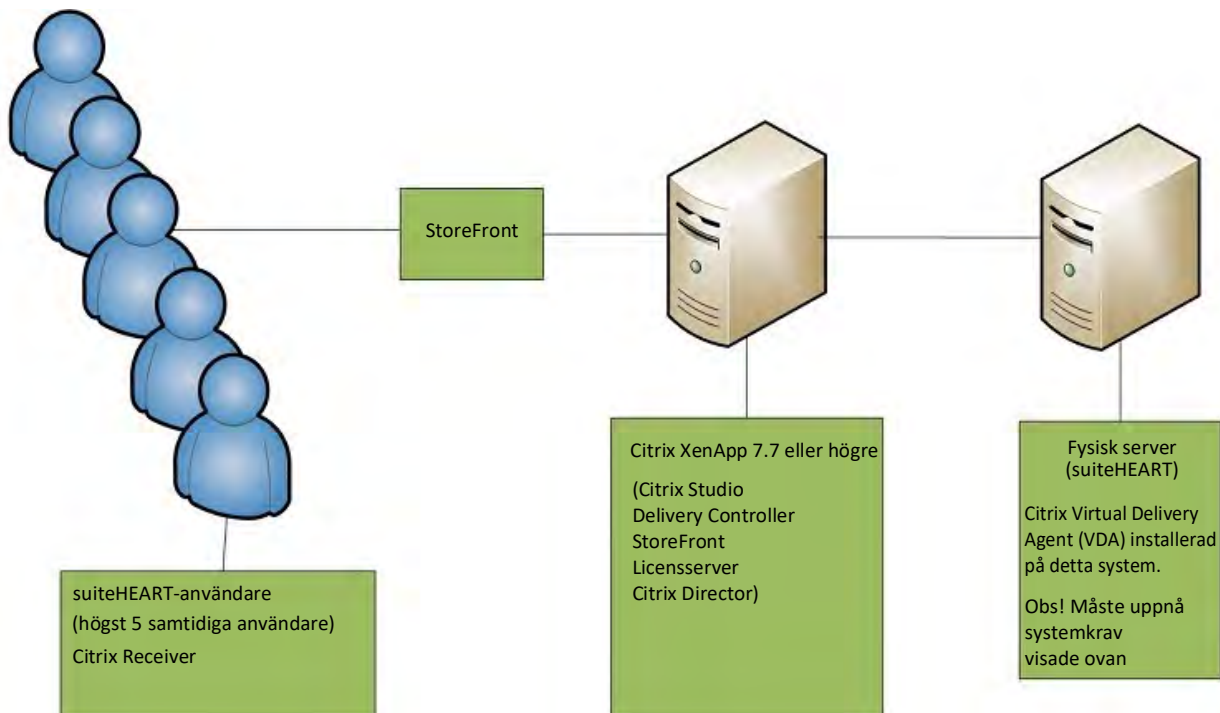 StoreFront
suiteHEART-användare
(högst 5 samtidiga användare)
Citrix Receiver
Citrix XenApp 7.7 eller högre
(Citrix Studio
Delivery Controller
StoreFront
Licensserver
Citrix Director)
Fysisk server
(suiteHEART)
Citrix Virtual Delivery
Agent (VDA) installerad
på detta system.
Obs! Måste uppnå
systemkrav
visade ovan